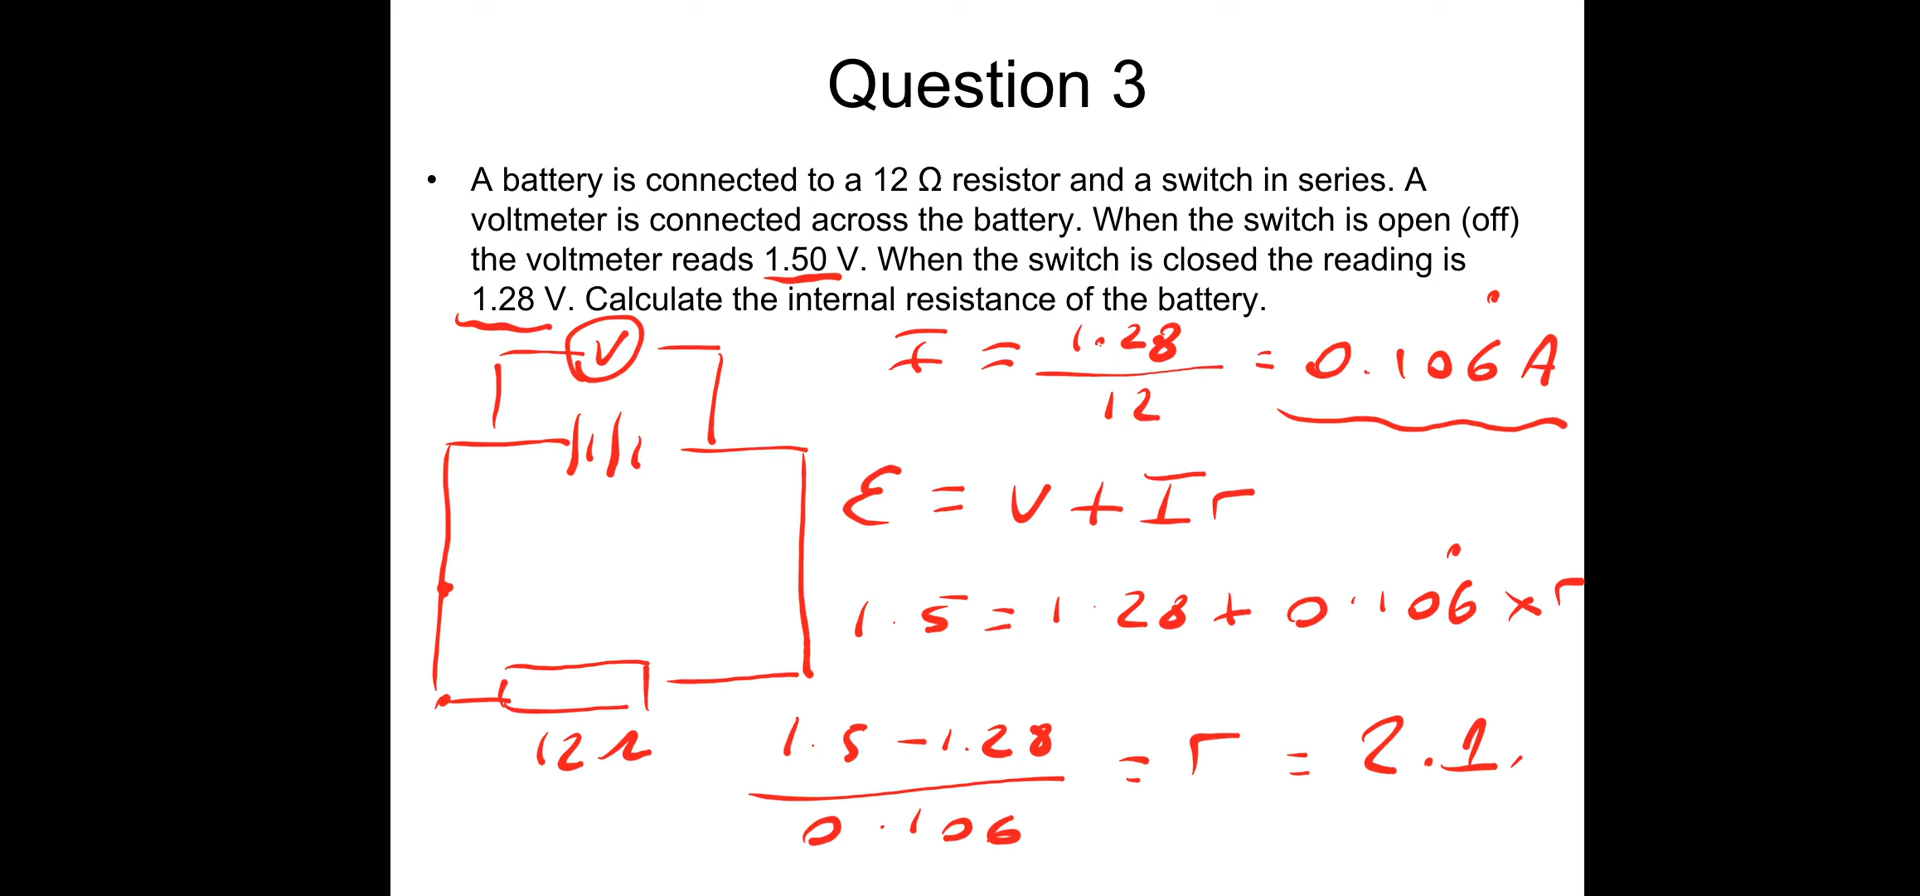 Question 3
• A battery is connected to a 12 Ω resistor and a switch in series. A
voltmeter is connected across the battery. When the switch is open (off)
the voltmeter reads 1.50 V. When the switch is closed the reading is
1.28 V. Calculate the internal resistance of the battery.
V
I = 1.28 / 12 = 0.106̇ A
ℰ = V + Ir
1.5 = 1.28 + 0.106̇ × r
12Ω
1.5 - 1.28 / 0.106 = r = 2.1